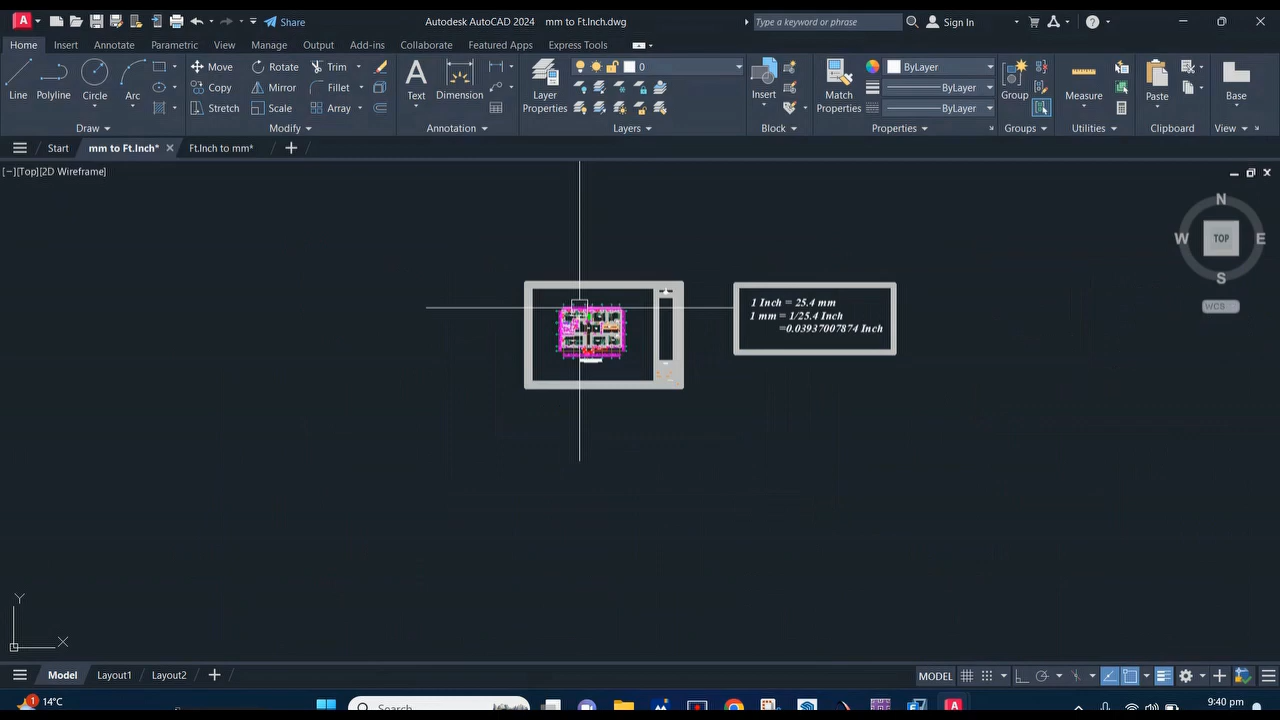 Share
Autodesk AutoCAD 2024 mm to Ft.Inch.dwg
Type a keyword or phrase
Sign In
Home Insert Annotate Parametric View Manage Output Add-ins Collaborate Featured Apps Express Tools
Line Polyline Circle Arc
Move Rotate Trim
Copy Mirror Fillet
Stretch Scale Array
Text Dimension
Layer Properties
0
Insert
Match Properties
ByLayer
ByLayer
ByLayer
Group
Measure
Paste
Base
Draw Modify Annotation Layers Block Properties Groups Utilities Clipboard View
Start mm to Ft.Inch* Ft.Inch to mm*
[−][Top][2D Wireframe]
N
W TOP E
S
WCS
1 Inch = 25.4 mm
1 mm = 1/25.4 Inch
=0.03937007874 Inch
Y
X
Model Layout1 Layout2
MODEL
1
14°C
Search
9:40 pm